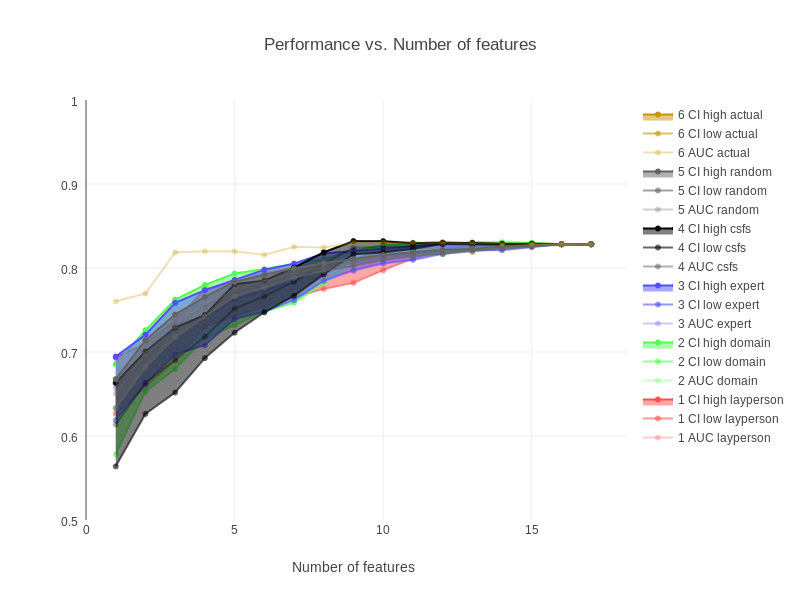 Performance vs. Number of features
1
0.9
0.8
0.7
0.6
0.5
0
5
10
15
Number of features
6 CI high actual
6 CI low actual
6 AUC actual
5 CI high random
5 CI low random
5 AUC random
4 CI high csfs
4 CI low csfs
4 AUC csfs
3 CI high expert
3 CI low expert
3 AUC expert
2 CI high domain
2 CI low domain
2 AUC domain
1 CI high layperson
1 CI low layperson
1 AUC layperson